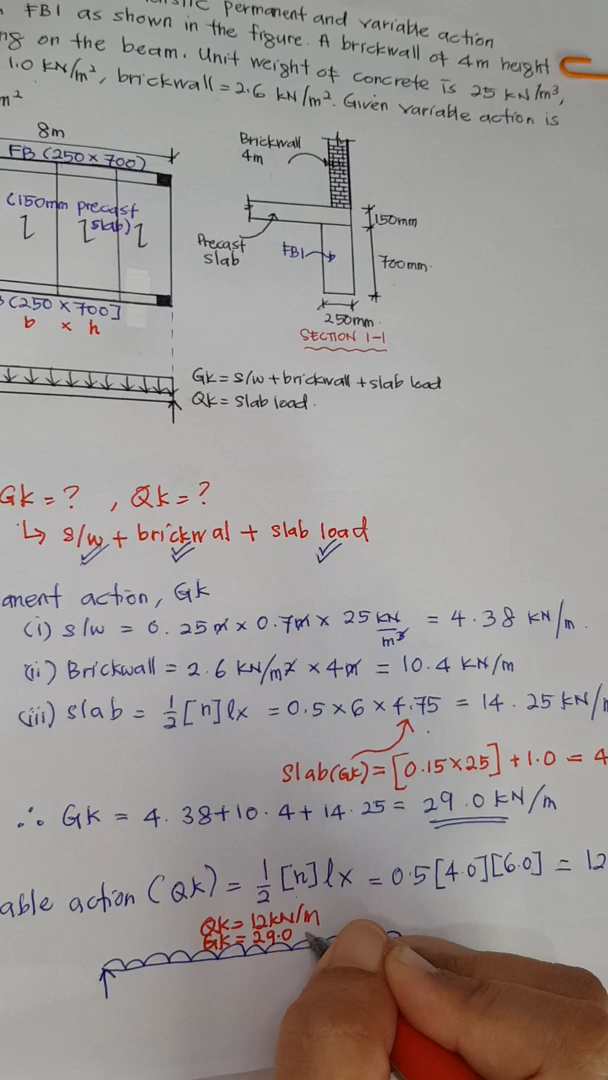 permanent and variable action
FB1 as shown in the figure. A brickwall of 4m height
on the beam. Unit weight of concrete is 25 kN/m³,
1.0 kN/m², brickwall = 2.6 kN/m². Given variable action is
m²
8m
FB (250 x 700)
(150mm precast
slab)
(250 x 700]
b x h
Brickwall
4m
Precast
slab
FB1
150mm
700mm.
250mm
SECTION 1-1
Gk = s/w + brickwall + slab load
Qk = slab load.
Gk = ? , Qk = ?
↳ s/w + brickwal + slab load
action, Gk
(i) s/w = 0.25m x 0.7m x 25 kN/m³ = 4.38 kN/m.
(ii) Brickwall = 2.6 kN/m² x 4m = 10.4 kN/m
(iii) slab = ½ [n] lx = 0.5 x 6 x 4.75 = 14.25 kN/
Slab(Gk) = [0.15 x 25] + 1.0 = 4
∴ Gk = 4.38 + 10.4 + 14.25 = 29.0 kN/m
action (Qk) = ½ [n] lx = 0.5 [4.0][6.0] = 12
Qk = 12 kN/m
Gk = 29.0